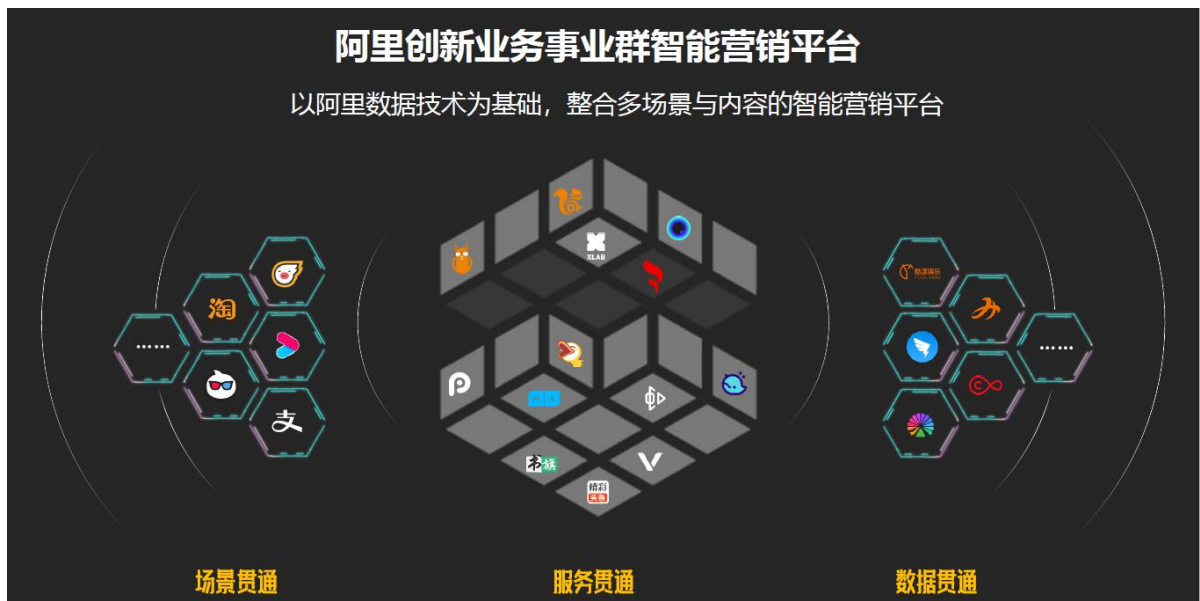 阿里创新业务事业群智能营销平台
以阿里数据技术为基础，整合多场景与内容的智能营销平台
XLAB
淘
支
……
……
书旗
精彩
头条
场景贯通
服务贯通
数据贯通